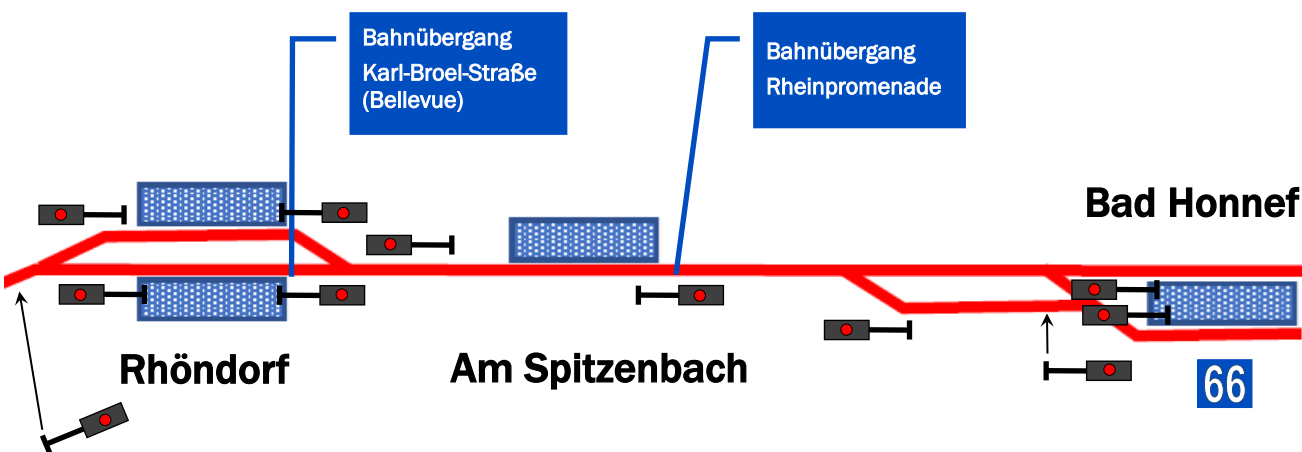 Bahnübergang
Karl-Broel-Straße
(Bellevue)
Bahnübergang
Rheinpromenade
Bad Honnef
Rhöndorf
Am Spitzenbach
66